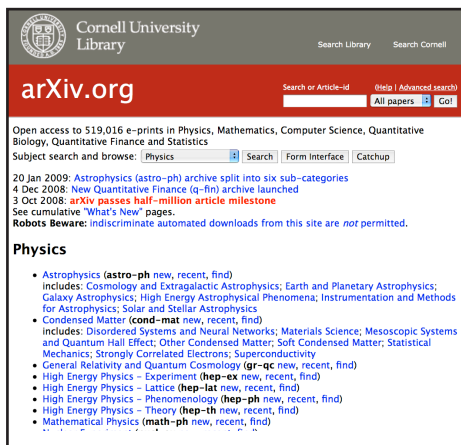 Cornell University
Library
Search Library Search Cornell
arXiv.org
Search or Article-id (Help | Advanced search)
All papers Go!
Open access to 519,016 e-prints in Physics, Mathematics, Computer Science, Quantitative
Biology, Quantitative Finance and Statistics
Subject search and browse: Physics Search Form Interface Catchup
20 Jan 2009: Astrophysics (astro-ph) archive split into six sub-categories
4 Dec 2008: New Quantitative Finance (q-fin) archive launched
3 Oct 2008: arXiv passes half-million article milestone
See cumulative "What's New" pages.
Robots Beware: indiscriminate automated downloads from this site are not permitted.
Physics
• Astrophysics (astro-ph new, recent, find)
includes: Cosmology and Extragalactic Astrophysics; Earth and Planetary Astrophysics;
Galaxy Astrophysics; High Energy Astrophysical Phenomena; Instrumentation and Methods
for Astrophysics; Solar and Stellar Astrophysics
• Condensed Matter (cond-mat new, recent, find)
includes: Disordered Systems and Neural Networks; Materials Science; Mesoscopic Systems
and Quantum Hall Effect; Other Condensed Matter; Soft Condensed Matter; Statistical
Mechanics; Strongly Correlated Electrons; Superconductivity
• General Relativity and Quantum Cosmology (gr-qc new, recent, find)
• High Energy Physics - Experiment (hep-ex new, recent, find)
• High Energy Physics - Lattice (hep-lat new, recent, find)
• High Energy Physics - Phenomenology (hep-ph new, recent, find)
• High Energy Physics - Theory (hep-th new, recent, find)
• Mathematical Physics (math-ph new, recent, find)